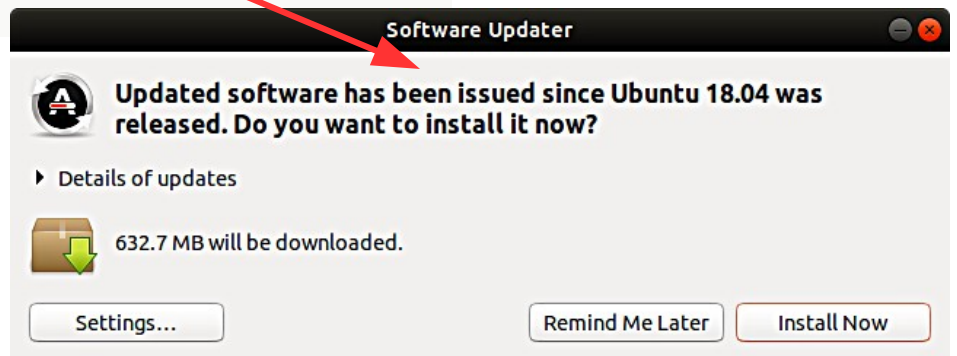 Software Updater
Updated software has been issued since Ubuntu 18.04 was
released. Do you want to install it now?
Details of updates
632.7 MB will be downloaded.
Settings...
Remind Me Later
Install Now